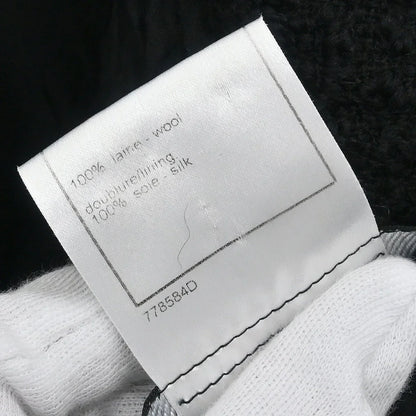 100% laine - wool
doublure/lining
100% soie - silk
778584D